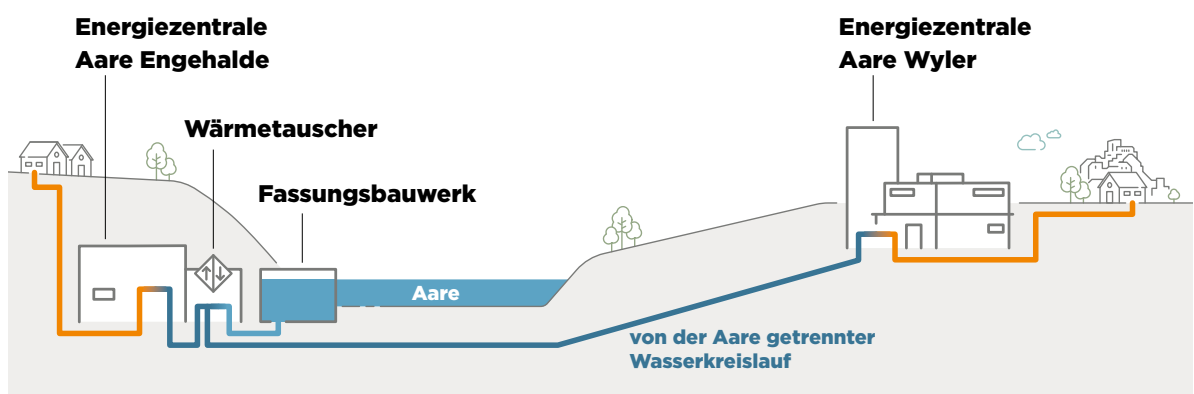 Energiezentrale
Aare Engehalde
Energiezentrale
Aare Wyler
Wärmetauscher
Fassungsbauwerk
Aare
von der Aare getrennter
Wasserkreislauf